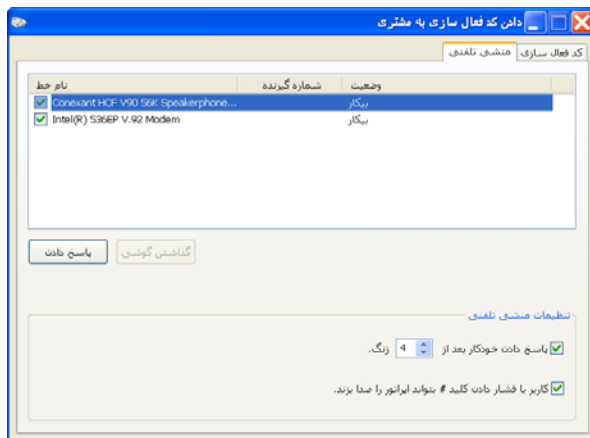 دادن کد فعال سازی به مشتری
کد فعال سازی
منشی تلفنی
نام خط
شماره گیرنده
وضعیت
Conexant HCF V90 56K Speakerphone...
بیکار
Intel(R) 536EP V.92 Modem
بیکار
پاسخ دادن
گذاشتن گوشی
تنظیمات منشی تلفنی
پاسخ دادن خودکار بعد از 4 زنگ.
کاربر با فشار دادن کلید # بتواند اپراتور را صدا بزند.